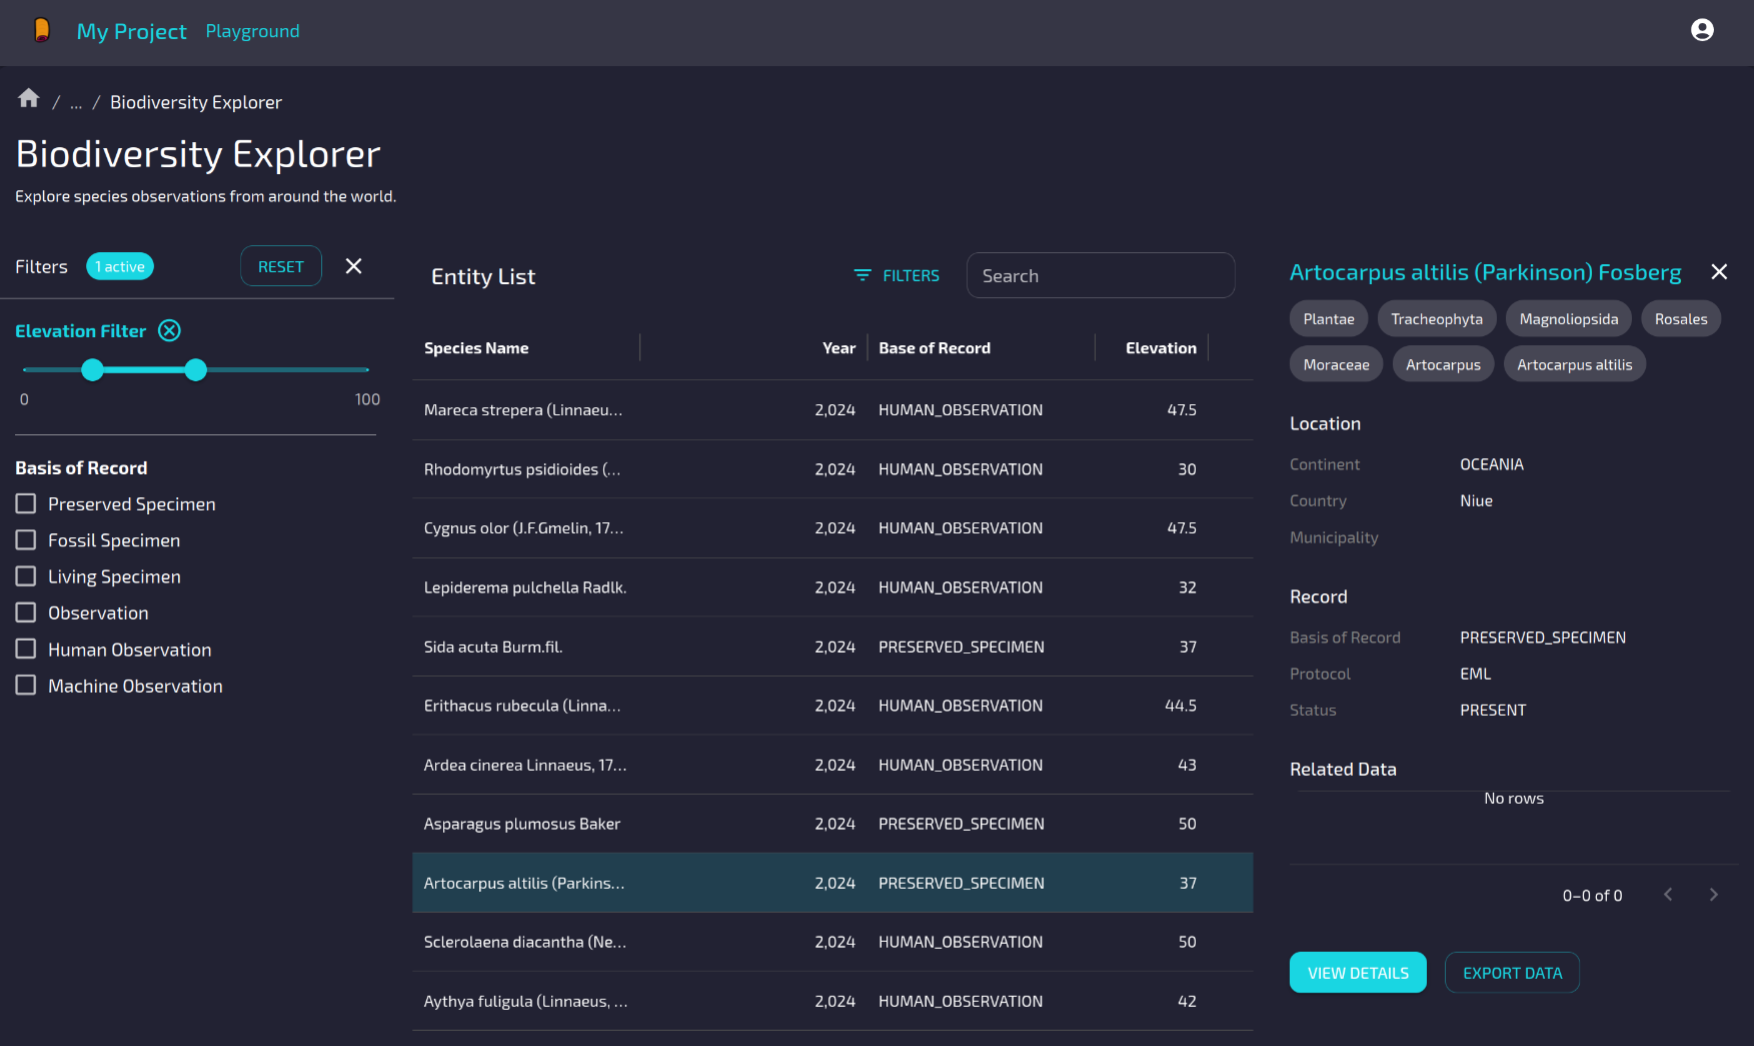 My Project Playground
/ ... / Biodiversity Explorer
Biodiversity Explorer
Explore species observations from around the world.
Filters 1 active RESET
Elevation Filter
0 100
Basis of Record
Preserved Specimen
Fossil Specimen
Living Specimen
Observation
Human Observation
Machine Observation
Entity List FILTERS Search
Species Name Year Base of Record Elevation
Mareca strepera (Linnaeu... 2,024 HUMAN_OBSERVATION 47.5
Rhodomyrtus psidioides (... 2,024 HUMAN_OBSERVATION 30
Cygnus olor (J.F.Gmelin, 17... 2,024 HUMAN_OBSERVATION 47.5
Lepiderema pulchella Radlk. 2,024 HUMAN_OBSERVATION 32
Sida acuta Burm.fil. 2,024 PRESERVED_SPECIMEN 37
Erithacus rubecula (Linna... 2,024 HUMAN_OBSERVATION 44.5
Ardea cinerea Linnaeus, 17... 2,024 HUMAN_OBSERVATION 43
Asparagus plumosus Baker 2,024 PRESERVED_SPECIMEN 50
Artocarpus altilis (Parkins... 2,024 PRESERVED_SPECIMEN 37
Sclerolaena diacantha (Ne... 2,024 HUMAN_OBSERVATION 50
Aythya fuligula (Linnaeus, ... 2,024 HUMAN_OBSERVATION 42
Artocarpus altilis (Parkinson) Fosberg
Plantae Tracheophyta Magnoliopsida Rosales
Moraceae Artocarpus Artocarpus altilis
Location
Continent OCEANIA
Country Niue
Municipality
Record
Basis of Record PRESERVED_SPECIMEN
Protocol EML
Status PRESENT
Related Data
No rows
0–0 of 0
VIEW DETAILS EXPORT DATA